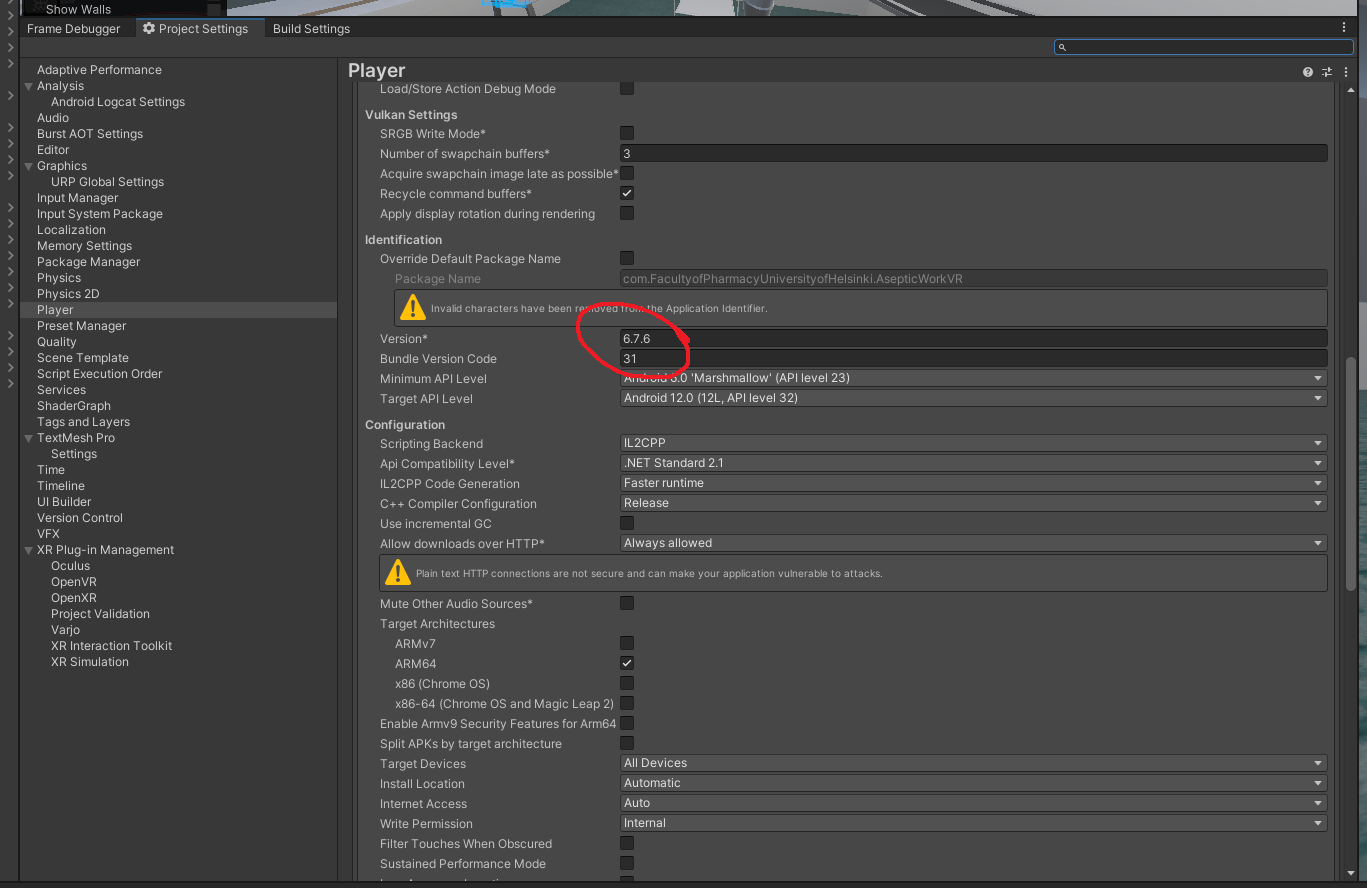 Show Walls
Frame Debugger
Project Settings
Build Settings
Adaptive Performance
Analysis
Android Logcat Settings
Audio
Burst AOT Settings
Editor
Graphics
URP Global Settings
Input Manager
Input System Package
Localization
Memory Settings
Package Manager
Physics
Physics 2D
Player
Preset Manager
Quality
Scene Template
Script Execution Order
Services
ShaderGraph
Tags and Layers
TextMesh Pro
Settings
Time
Timeline
UI Builder
Version Control
VFX
XR Plug-in Management
Oculus
OpenVR
OpenXR
Project Validation
Varjo
XR Interaction Toolkit
XR Simulation
Player
Load/Store Action Debug Mode
Vulkan Settings
SRGB Write Mode*
Number of swapchain buffers* 3
Acquire swapchain image late as possible*
Recycle command buffers*
Apply display rotation during rendering
Identification
Override Default Package Name
Package Name com.FacultyofPharmacyUniversityofHelsinki.AsepticWorkVR
Invalid characters have been removed from the Application Identifier.
Version* 6.7.6
Bundle Version Code 31
Minimum API Level Android 6.0 'Marshmallow' (API level 23)
Target API Level Android 12.0 (12L, API level 32)
Configuration
Scripting Backend IL2CPP
Api Compatibility Level* .NET Standard 2.1
IL2CPP Code Generation Faster runtime
C++ Compiler Configuration Release
Use incremental GC
Allow downloads over HTTP* Always allowed
Plain text HTTP connections are not secure and can make your application vulnerable to attacks.
Mute Other Audio Sources*
Target Architectures
ARMv7
ARM64
x86 (Chrome OS)
x86-64 (Chrome OS and Magic Leap 2)
Enable Armv9 Security Features for Arm64
Split APKs by target architecture
Target Devices All Devices
Install Location Automatic
Internet Access Auto
Write Permission Internal
Filter Touches When Obscured
Sustained Performance Mode